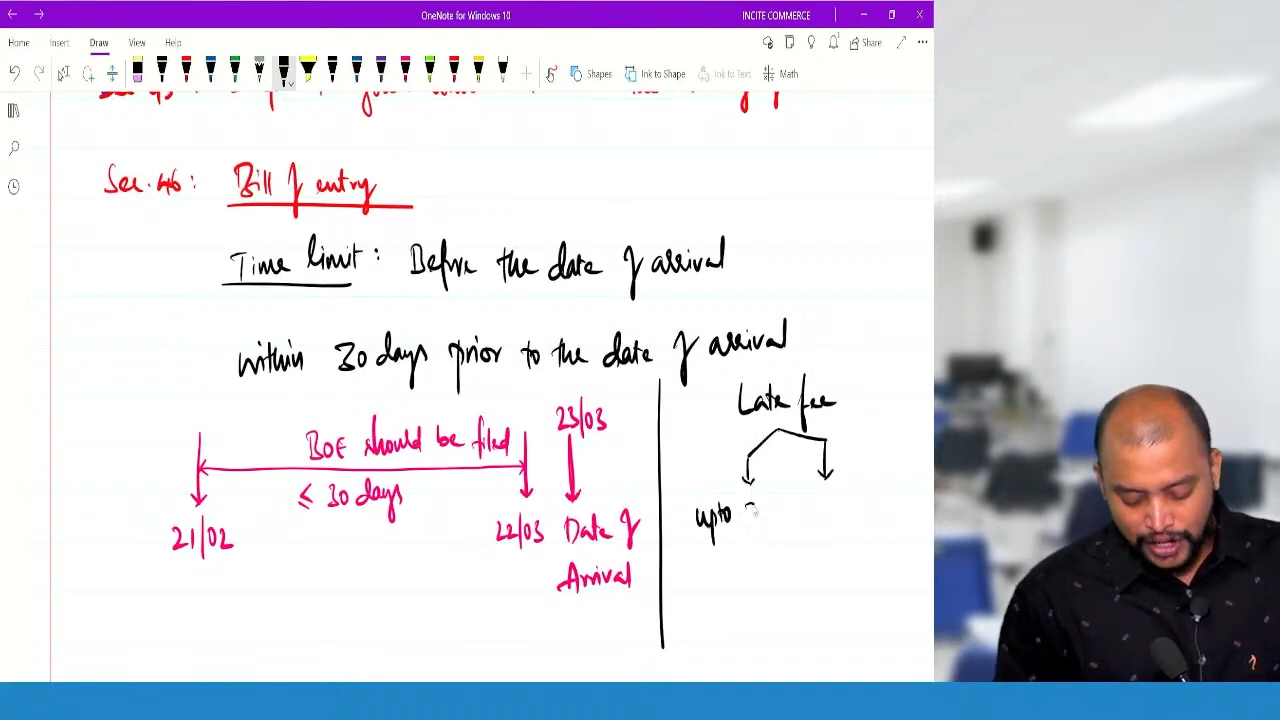 OneNote for Windows 10
INCITE COMMERCE
Home Insert Draw View Help
Share
Shapes
Ink to Shape
Ink to Text
Math
Sec. 46: Bill of entry
Time limit: Before the date of arrival
within 30 days prior to the date of arrival
Late fee
23/03
BOE should be filed
≤ 30 days
upto
21/02
22/03
Date of
Arrival